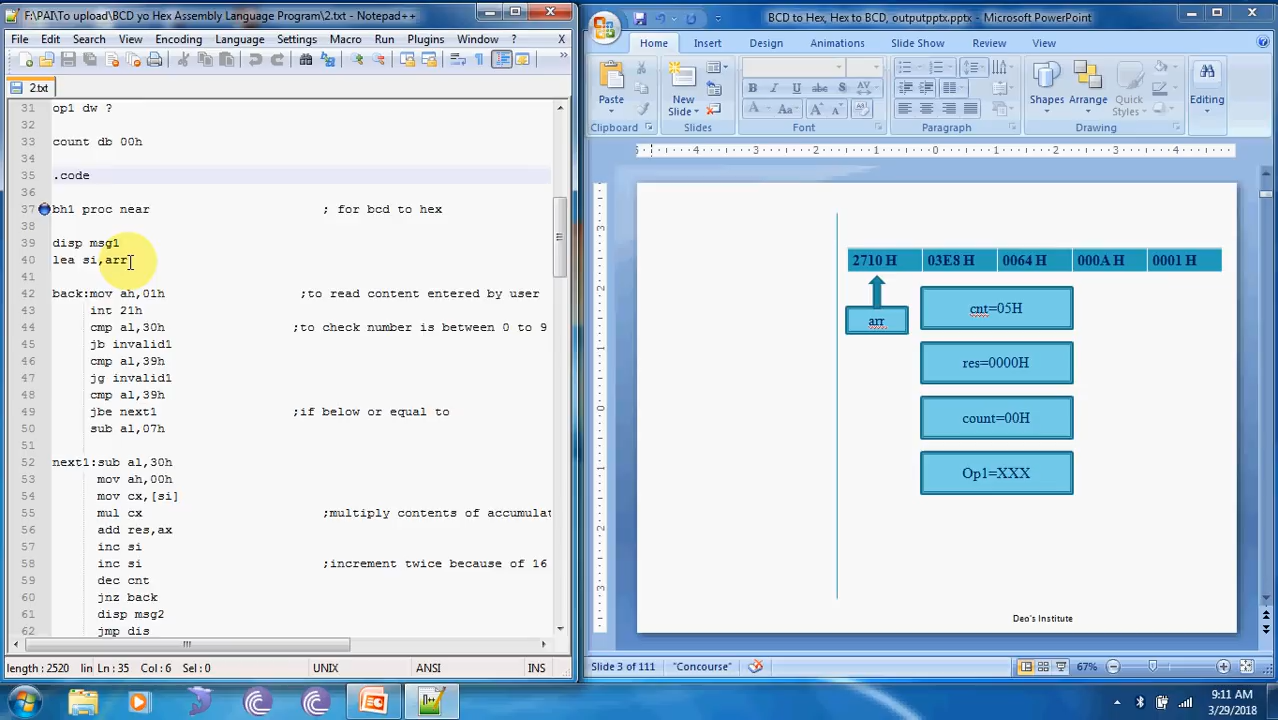 F:\PAI\To upload\BCD yo Hex Assembly Language Program\2.txt - Notepad++
File Edit Search View Encoding Language Settings Macro Run Plugins Window ? X
2.txt
31 op1 dw ?
32
33 count db 00h
34
35 .code
36
37 bh1 proc near ; for bcd to hex
38
39 disp msg1
40 lea si,arr
41
42 back:mov ah,01h ;to read content entered by user
43 int 21h
44 cmp al,30h ;to check number is between 0 to 9
45 jb invalid1
46 cmp al,39h
47 jg invalid1
48 cmp al,39h
49 jbe next1 ;if below or equal to
50 sub al,07h
51
52 next1:sub al,30h
53 mov ah,00h
54 mov cx,[si]
55 mul cx ;multiply contents of accumulat
56 add res,ax
57 inc si
58 inc si ;increment twice because of 16
59 dec cnt
60 jnz back
61 disp msg2
62 jmp dis
length : 2520 lin Ln : 35 Col : 6 Sel : 0 UNIX ANSI INS
BCD to Hex, Hex to BCD, outputpptx.pptx - Microsoft PowerPoint
Home Insert Design Animations Slide Show Review View
Paste
New Slides
Shapes Arrange Quick Styles
Editing
Clipboard Slides Font Paragraph Drawing
2710 H 03E8 H 0064 H 000A H 0001 H
arr
cnt=05H
res=0000H
count=00H
Op1=XXX
Deo's Institute
Slide 3 of 111 "Concourse" 67%
9:11 AM
3/29/2018